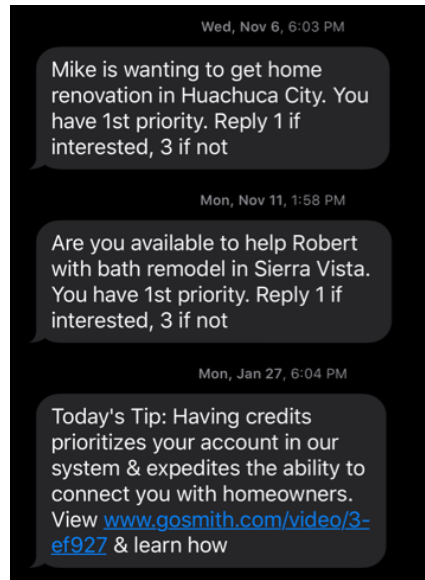 Wed, Nov 6, 6:03 PM
Mike is wanting to get home
renovation in Huachuca City. You
have 1st priority. Reply 1 if
interested, 3 if not
Mon, Nov 11, 1:58 PM
Are you available to help Robert
with bath remodel in Sierra Vista.
You have 1st priority. Reply 1 if
interested, 3 if not
Mon, Jan 27, 6:04 PM
Today's Tip: Having credits
prioritizes your account in our
system & expedites the ability to
connect you with homeowners.
View www.gosmith.com/video/3-
ef927 & learn how